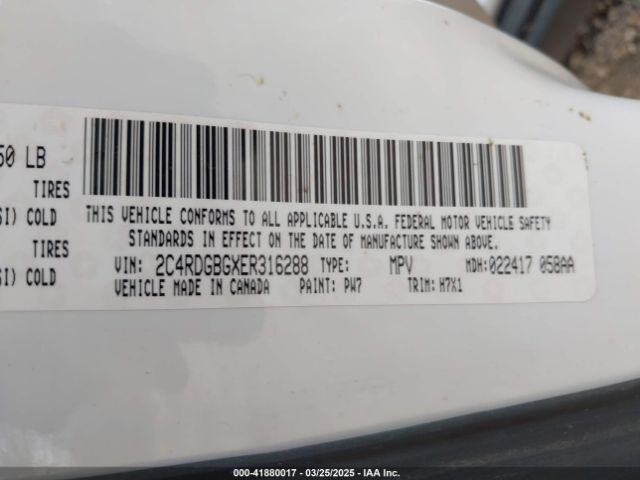 50 LB
TIRES
SI) COLD
TIRES
SI) COLD
THIS VEHICLE CONFORMS TO ALL APPLICABLE U.S.A. FEDERAL MOTOR VEHICLE SAFETY
STANDARDS IN EFFECT ON THE DATE OF MANUFACTURE SHOWN ABOVE.
VIN: 2C4RDGBGXER316288 TYPE: MPV MDH: 022417 058AA
VEHICLE MADE IN CANADA PAINT: PW7 TRIM: H7X1
000-41880017 • 03/25/2025 • IAA Inc.